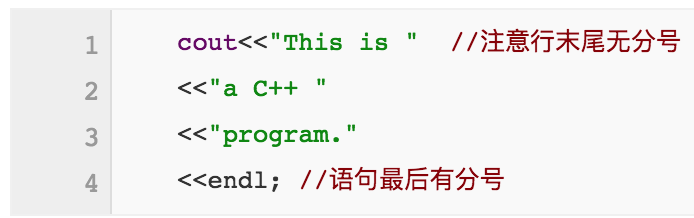 1 cout<<"This is " //注意行末尾无分号
2 <<"a C++ "
3 <<"program."
4 <<endl; //语句最后有分号